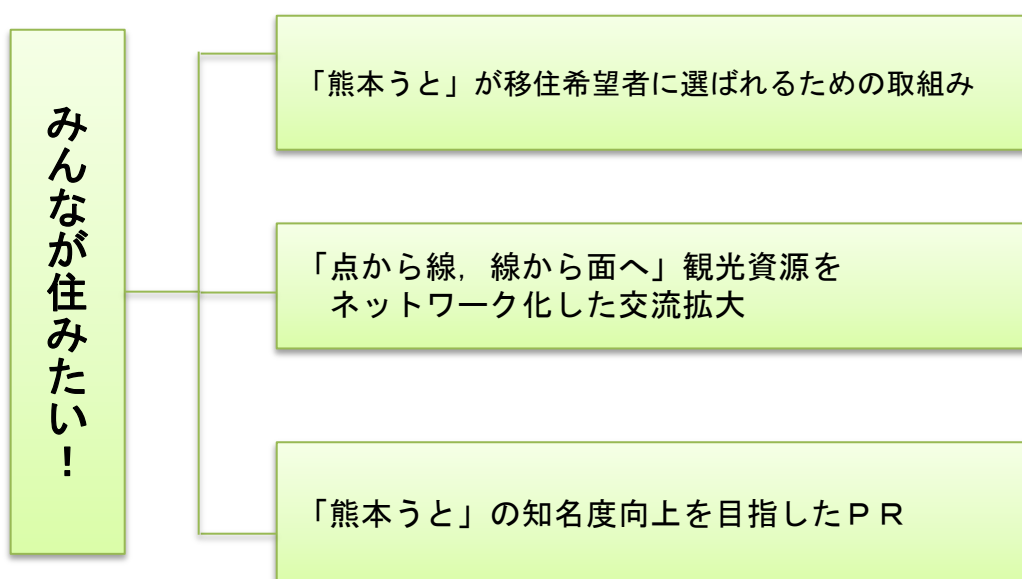 みんなが住みたい！
「熊本うと」が移住希望者に選ばれるための取組み
「点から線，線から面へ」観光資源を
ネットワーク化した交流拡大
「熊本うと」の知名度向上を目指したＰＲ